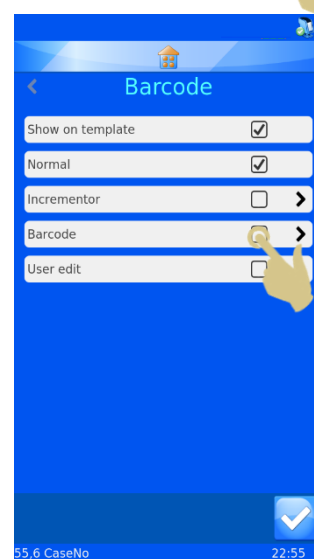 Barcode
Show on template
Normal
Incrementor
Barcode
User edit
55,6 CaseNo 22:55